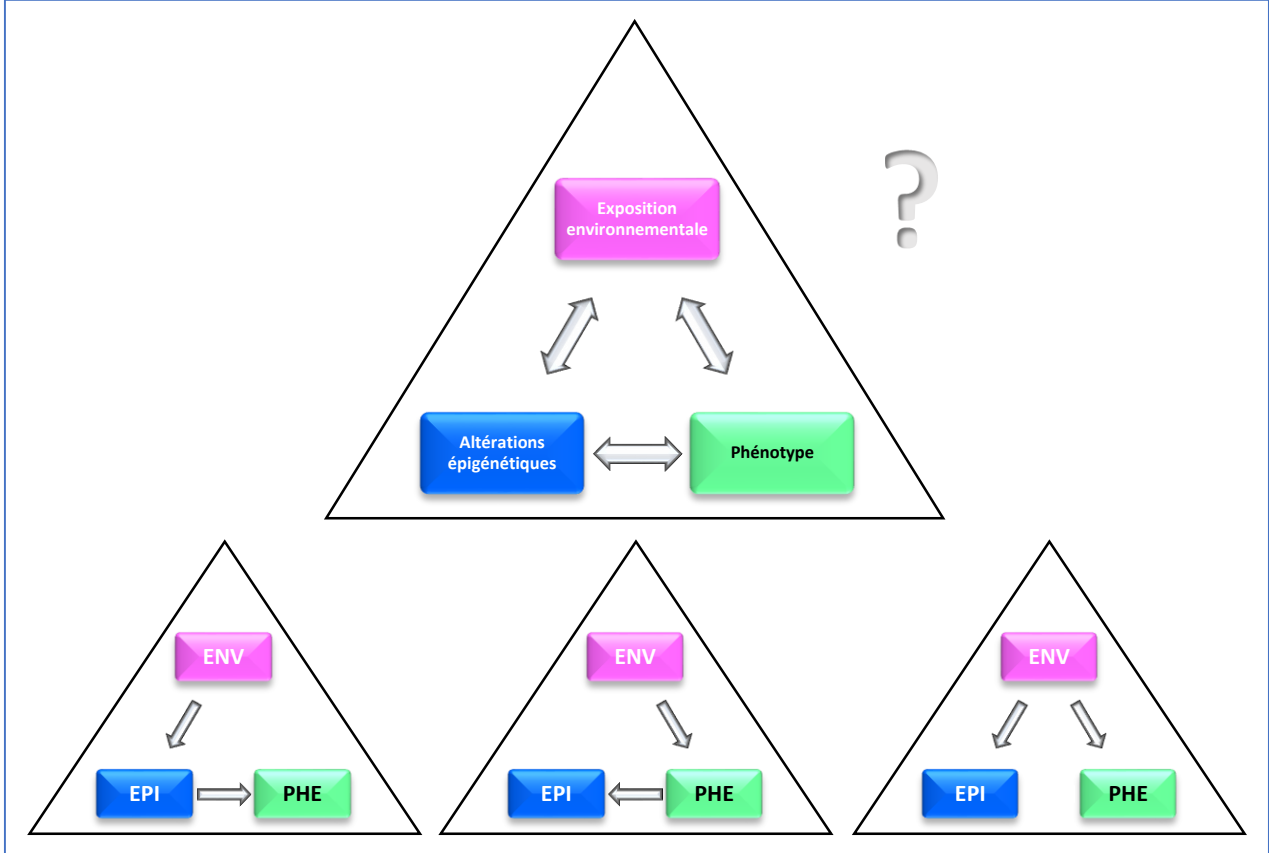 ?
Exposition
environnementale
Altérations
épigénétiques
Phénotype
ENV
EPI
PHE
ENV
EPI
PHE
ENV
EPI
PHE